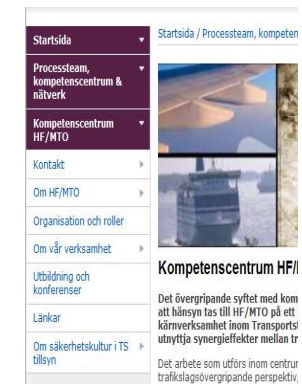 Startsida
Processteam,
kompetenscentrum &
nätverk
Kompetenscentrum
HF/MTO
Kontakt
Om HF/MTO
Organisation och roller
Om vår verksamhet
Utbildning och
konferenser
Länkar
Om säkerhetskultur i TS
tillsyn
Startsida / Processteam, kompeten
Kompetenscentrum HF/
Det övergripande syftet med kom
att hänsyn tas till HF/MTO på ett
kärnverksamhet inom Transportst
utnyttja synergieffekter mellan tr
Det arbete som utförs inom centru
trafikslagsövergripande perspektiv,